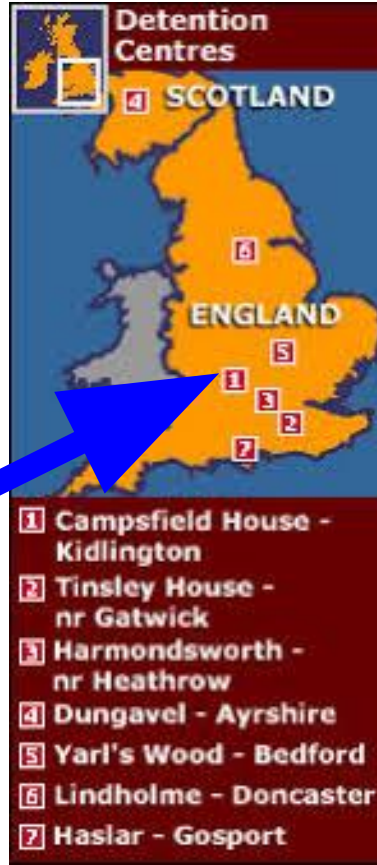 Detention
Centres
4 SCOTLAND
6
ENGLAND
5
1
3
2
7
1 Campsfield House -
Kidlington
2 Tinsley House -
nr Gatwick
3 Harmondsworth -
nr Heathrow
4 Dungavel - Ayrshire
5 Yarl's Wood - Bedford
6 Lindholme - Doncaster
7 Haslar - Gosport